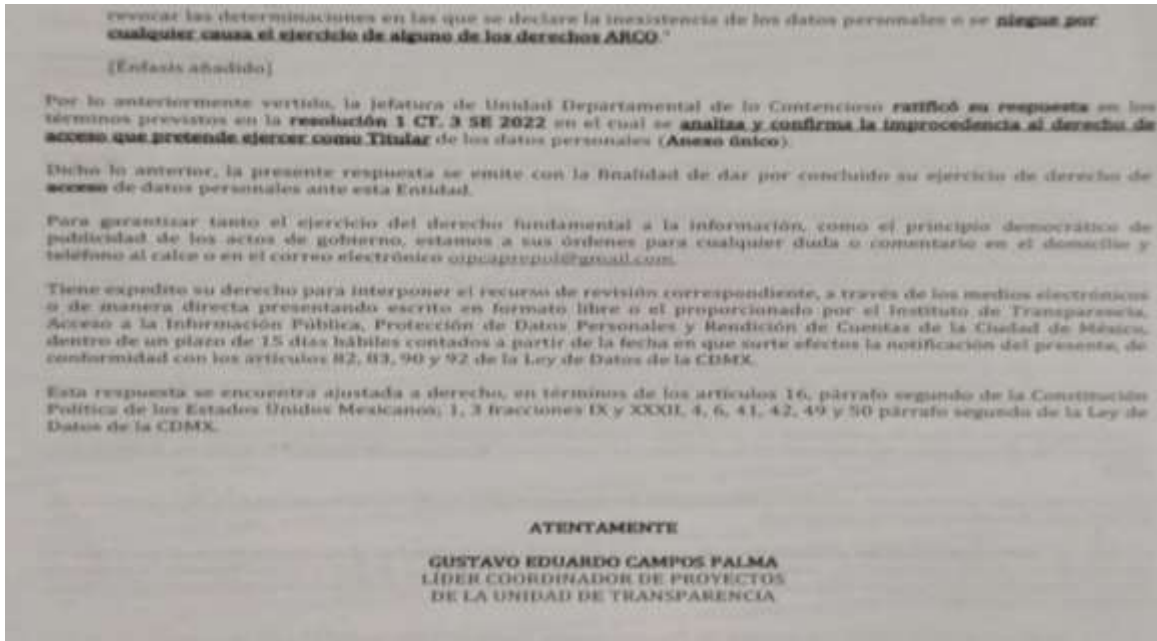 revocar las determinaciones en las que se declare la inexistencia de los datos personales o se niegue por
cualquier causa el ejercicio de alguno de los derechos ARCO."
[Énfasis añadido]
Por lo anteriormente vertido, la Jefatura de Unidad Departamental de lo Contencioso ratificó su respuesta en los
términos previstos en la resolución 1 CT. 3 SE 2022 en el cual se analiza y confirma la improcedencia al derecho de
acceso que pretende ejercer como Titular de los datos personales (Anexo único).
Dicho lo anterior, la presente respuesta se emite con la finalidad de dar por concluido su ejercicio de derecho de
acceso de datos personales ante esta Entidad.
Para garantizar tanto el ejercicio del derecho fundamental a la información, como el principio democrático de
publicidad de los actos de gobierno, estamos a sus órdenes para cualquier duda o comentario en el domicilio y
teléfono al calce o en el correo electrónico oipcaprepol@gmail.com.
Tiene expedito su derecho para interponer el recurso de revisión correspondiente, a través de los medios electrónicos
o de manera directa presentando escrito en formato libre o el proporcionado por el Instituto de Transparencia,
Acceso a la Información Pública, Protección de Datos Personales y Rendición de Cuentas de la Ciudad de México,
dentro de un plazo de 15 días hábiles contados a partir de la fecha en que surte efectos la notificación del presente, de
conformidad con los artículos 82, 83, 90 y 92 de la Ley de Datos de la CDMX.
Esta respuesta se encuentra ajustada a derecho, en términos de los artículos 16, párrafo segundo de la Constitución
Política de los Estados Unidos Mexicanos; 1, 3 fracciones IX y XXXII, 4, 6, 41, 42, 49 y 50 párrafo segundo de la Ley de
Datos de la CDMX.
ATENTAMENTE
GUSTAVO EDUARDO CAMPOS PALMA
LÍDER COORDINADOR DE PROYECTOS
DE LA UNIDAD DE TRANSPARENCIA